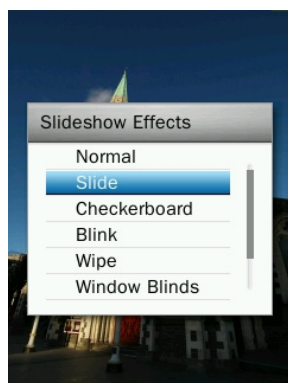 Slideshow Effects
Normal
Slide
Checkerboard
Blink
Wipe
Window Blinds